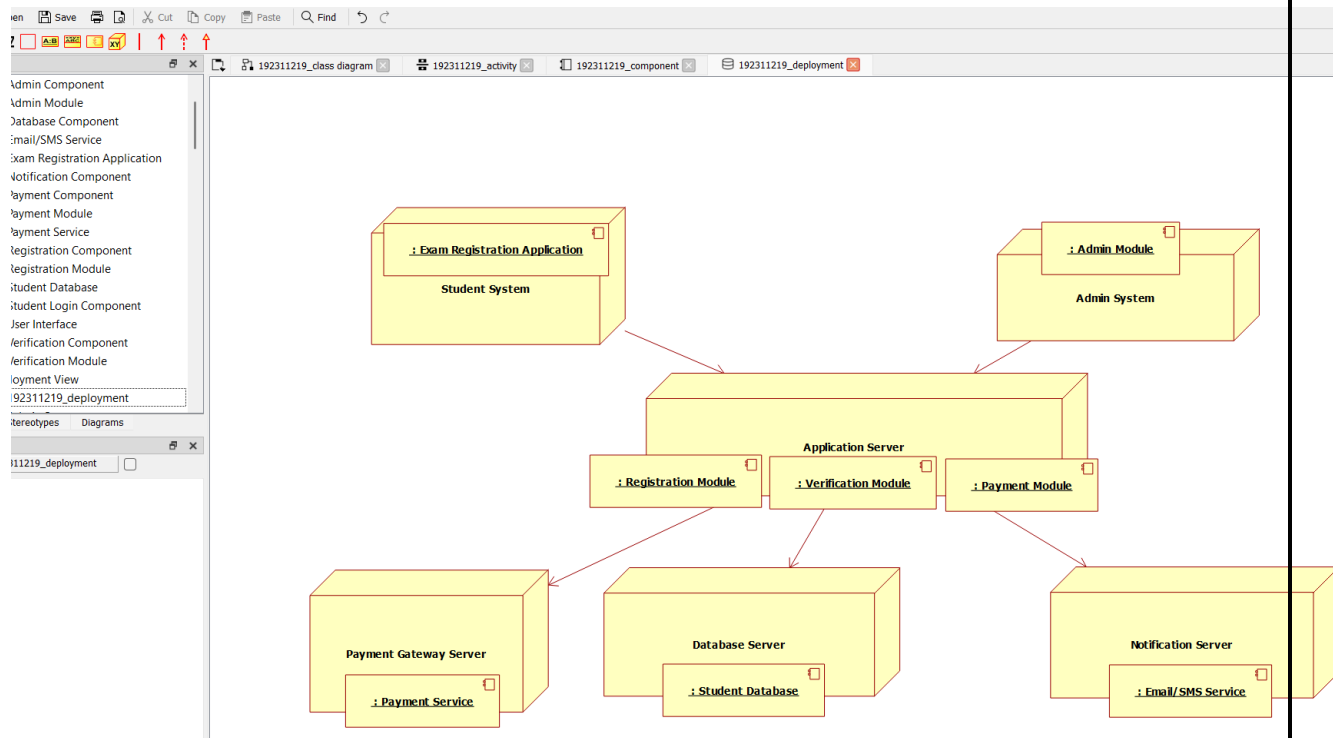 Save
Cut
Copy
Paste
Find
A:B
XY
192311219_class diagram
192311219_activity
192311219_component
192311219_deployment
Admin Component
Admin Module
Database Component
Email/SMS Service
Exam Registration Application
Notification Component
Payment Component
Payment Module
Payment Service
Registration Component
Registration Module
Student Database
Student Login Component
User Interface
Verification Component
Verification Module
loyment View
192311219_deployment
Stereotypes
Diagrams
311219_deployment
: Exam Registration Application
Student System
: Admin Module
Admin System
Application Server
: Registration Module
: Verification Module
: Payment Module
Payment Gateway Server
: Payment Service
Database Server
: Student Database
Notification Server
: Email/SMS Service